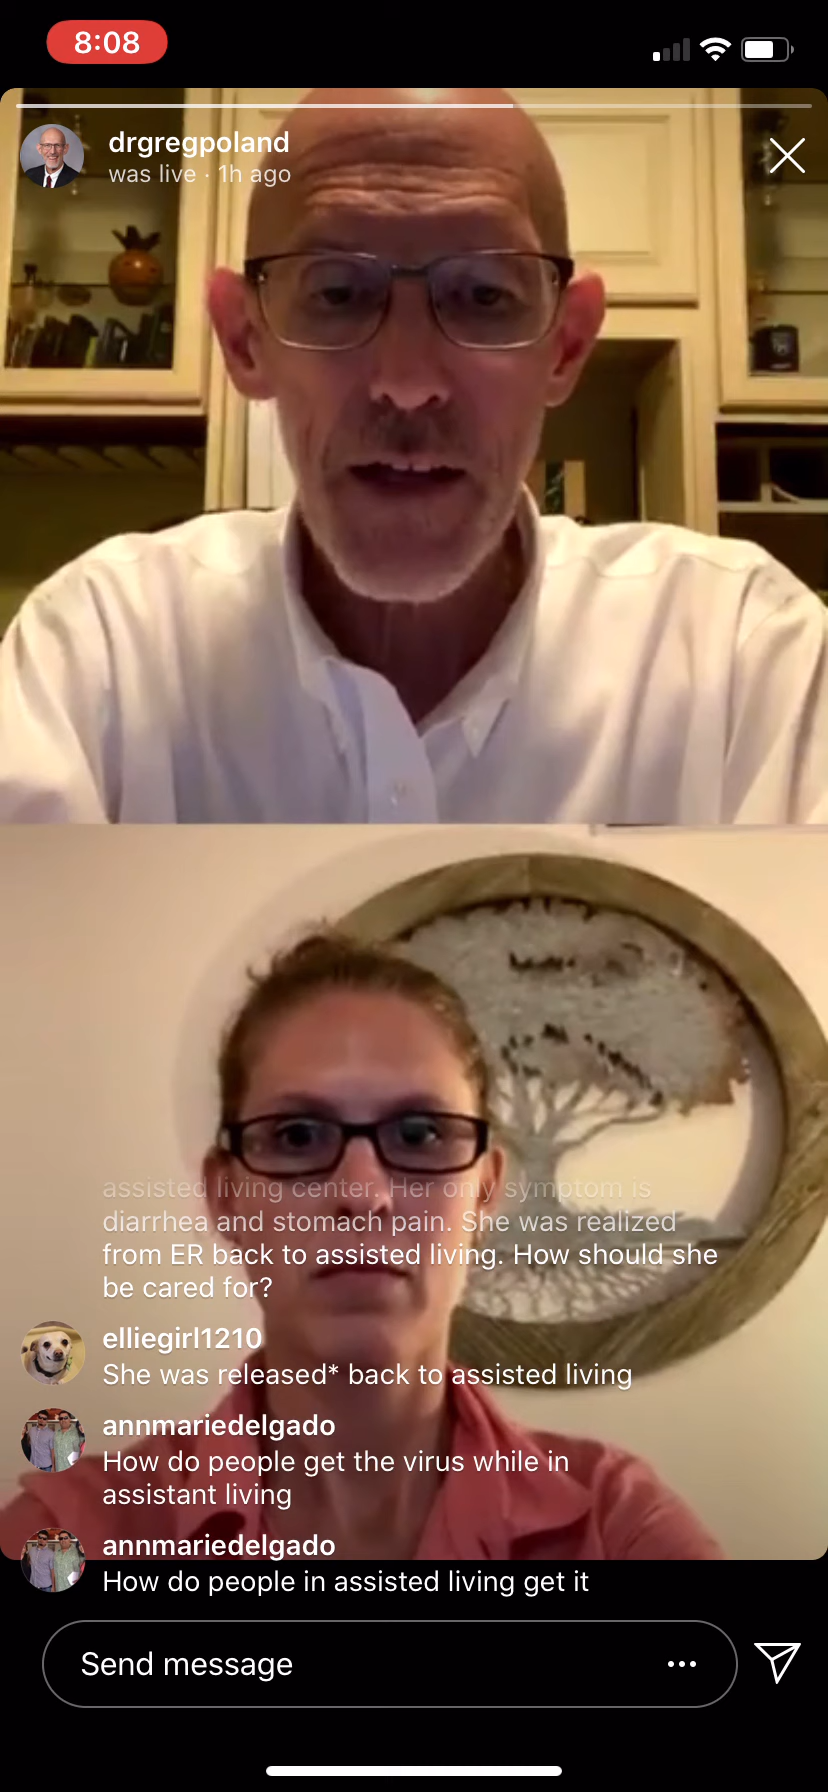 8:08
drgregpoland
was live · 1h ago
assisted living center. Her only symptom is
diarrhea and stomach pain. She was realized
from ER back to assisted living. How should she
be cared for?
elliegirl1210
She was released* back to assisted living
annmariedelgado
How do people get the virus while in
assistant living
annmariedelgado
How do people in assisted living get it
Send message